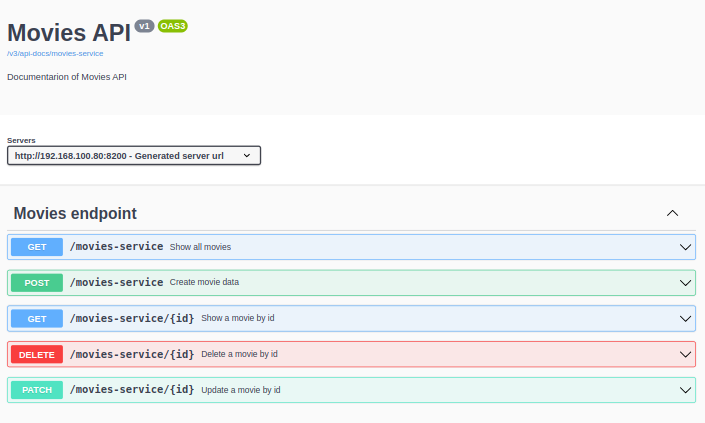 Movies API v1 OAS3
/v3/api-docs/movies-service
Documentarion of Movies API
Servers
http://192.168.100.80:8200 - Generated server url
Movies endpoint
GET /movies-service Show all movies
POST /movies-service Create movie data
GET /movies-service/{id} Show a movie by id
DELETE /movies-service/{id} Delete a movie by id
PATCH /movies-service/{id} Update a movie by id